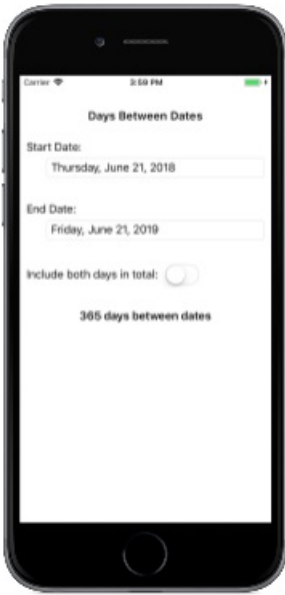 Carrier 3:59 PM
Days Between Dates
Start Date:
Thursday, June 21, 2018
End Date:
Friday, June 21, 2019
Include both days in total:
365 days between dates